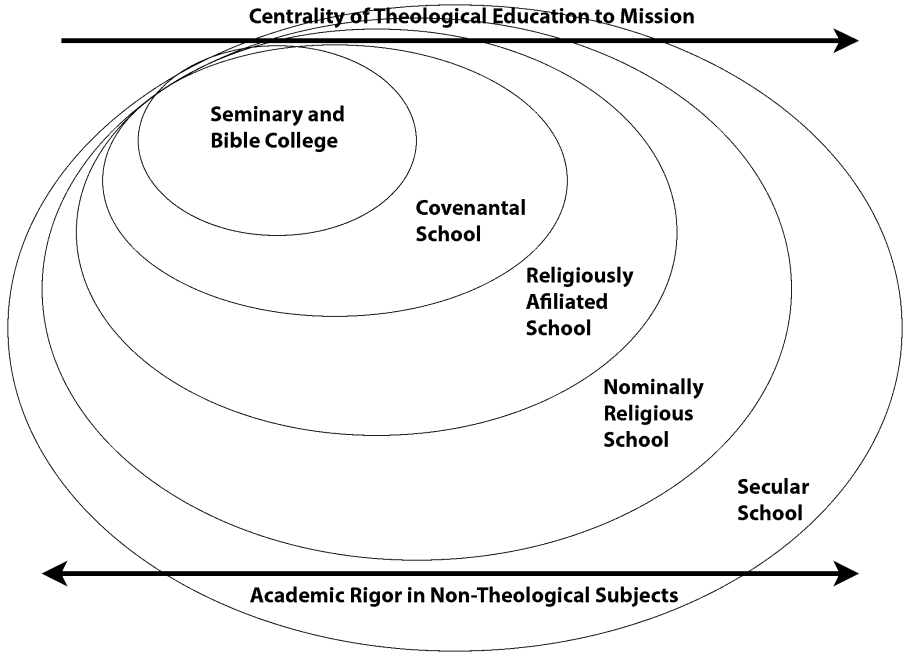 Centrality of Theological Education to Mission
Seminary and
Bible College
Covenantal
School
Religiously
Afiliated
School
Nominally
Religious
School
Secular
School
Academic Rigor in Non-Theological Subjects